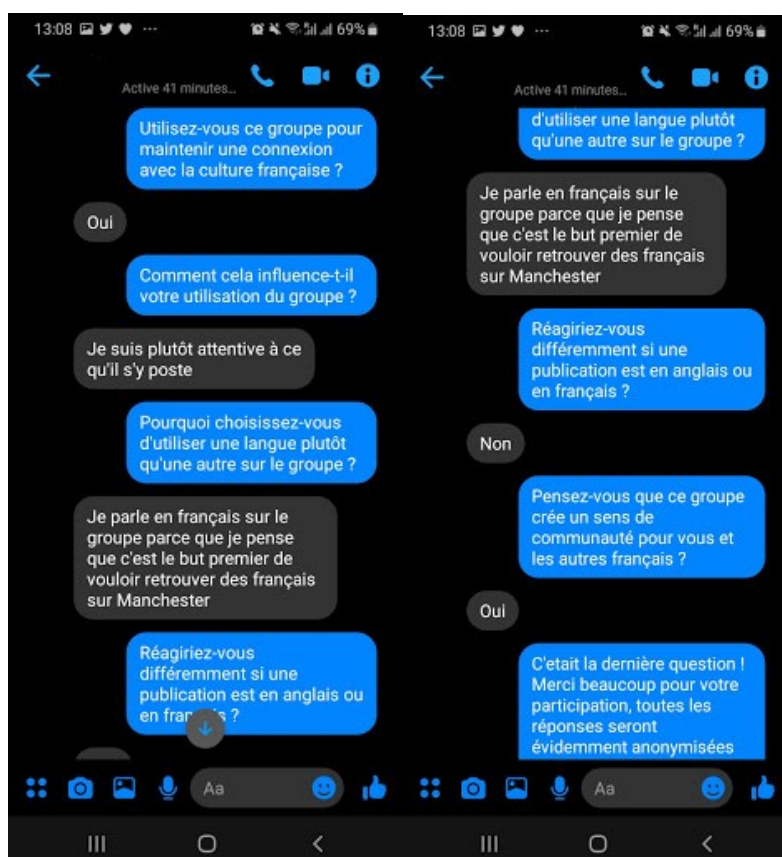 13:08 ... 69%
Active 41 minutes...
Utilisez-vous ce groupe pour
maintenir une connexion
avec la culture française ?
Oui
Comment cela influence-t-il
votre utilisation du groupe ?
Je suis plutôt attentive à ce
qu'il s'y poste
Pourquoi choisissez-vous
d'utiliser une langue plutôt
qu'une autre sur le groupe ?
Je parle en français sur le
groupe parce que je pense
que c'est le but premier de
vouloir retrouver des français
sur Manchester
Réagiriez-vous
différemment si une
publication est en anglais ou
en français ?
Aa
13:08 ... 69%
Active 41 minutes...
d'utiliser une langue plutôt
qu'une autre sur le groupe ?
Je parle en français sur le
groupe parce que je pense
que c'est le but premier de
vouloir retrouver des français
sur Manchester
Réagiriez-vous
différemment si une
publication est en anglais ou
en français ?
Non
Pensez-vous que ce groupe
crée un sens de
communauté pour vous et
les autres français ?
Oui
C'etait la dernière question !
Merci beaucoup pour votre
participation, toutes les
réponses seront
évidemment anonymisées
Aa